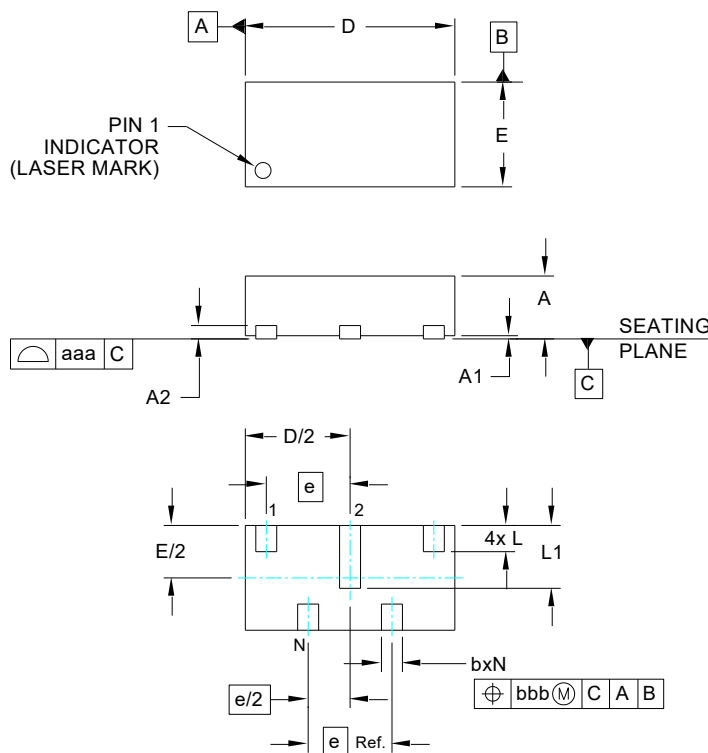 A
D
B
PIN 1
INDICATOR
(LASER MARK)
E
A
SEATING
PLANE
aaa C
A2
A1
C
D/2
e
1
2
E/2
4x L
L1
N
bxN
e/2
⌖ bbb Ⓜ C A B
e Ref.